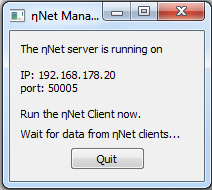 ηNet Mana...
The ηNet server is running on
IP: 192.168.178.20
port: 50005
Run the ηNet Client now.
Wait for data from ηNet clients...
Quit